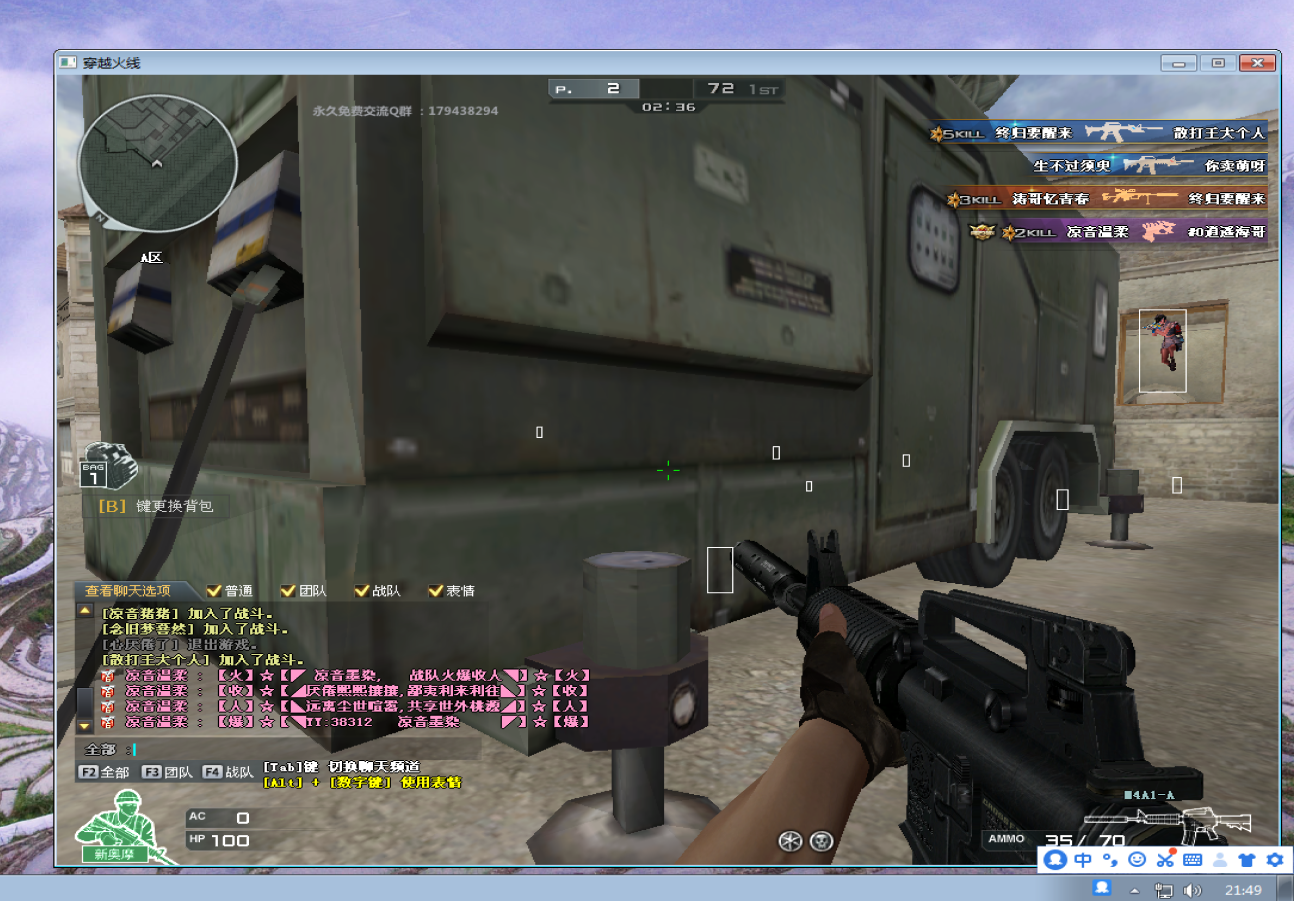 穿越火线
P. 2 72 1ST
02:36
永久免费交流Q群 : 179438294
5KILL 终归要醒来 散打王大个人
生不过须臾 你卖萌呀
3KILL 涛哥忆青春 终归要醒来
2KILL 凉音温柔 #0逍遥海哥
N
A区
BAG
1
[B] 键更换背包
查看聊天选项 普通 团队 战队 表情
[凉音猪猪] 加入了战斗。
[念旧梦喜然] 加入了战斗。
[心厌倦了] 退出游戏。
[散打王大个人] 加入了战斗。
凉音温柔 : 【火】☆【◤ 凉音墨染, 战队火爆收人◥】☆【火】
凉音温柔 : 【收】☆【◢厌倦熙熙攘攘,鄙夷利来利往◣】☆【收】
凉音温柔 : 【人】☆【◣远离尘世喧嚣,共享世外桃源◢】☆【人】
凉音温柔 : 【爆】☆【◥YY:38312 凉音墨染 ◤】☆【爆】
全部 :
F2 全部 F3 团队 F4 战队 [Tab]键 切换聊天频道
[Alt] + [数字键] 使用表情
新奥摩
AC 0
HP 100
M4A1-A
AMMO 35 / 70
中
21:49